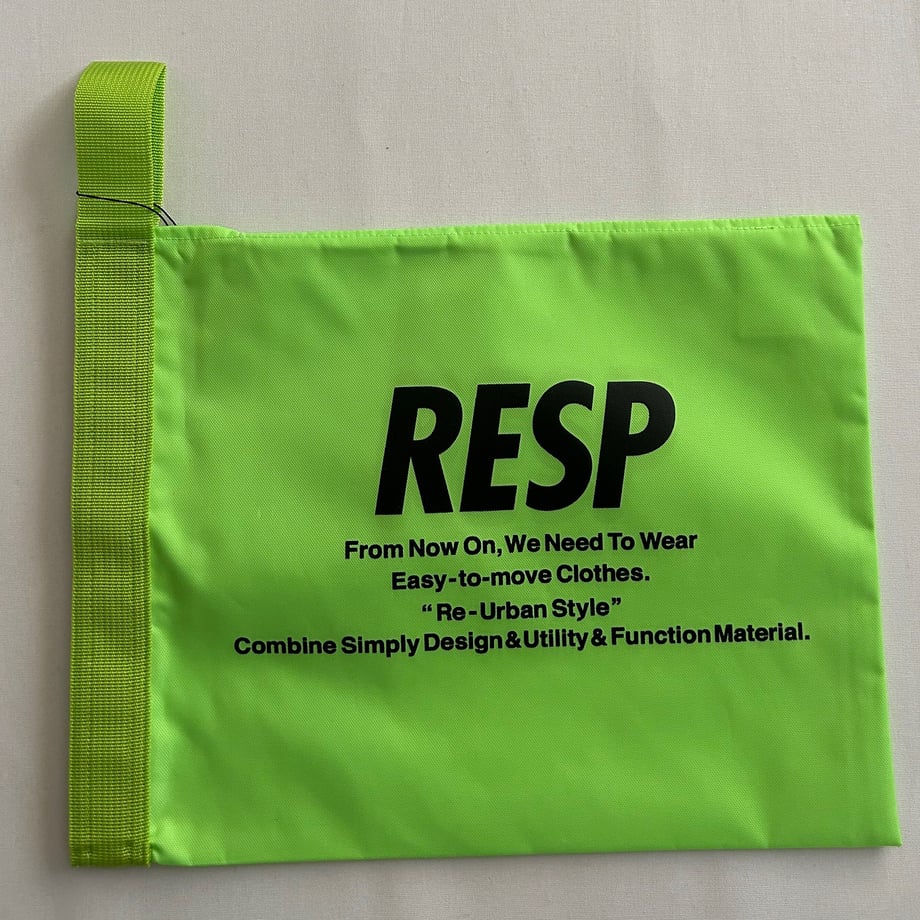 RESP
From Now On, We Need To Wear
Easy-to-move Clothes.
“Re-Urban Style”
Combine Simply Design & Utility & Function Material.